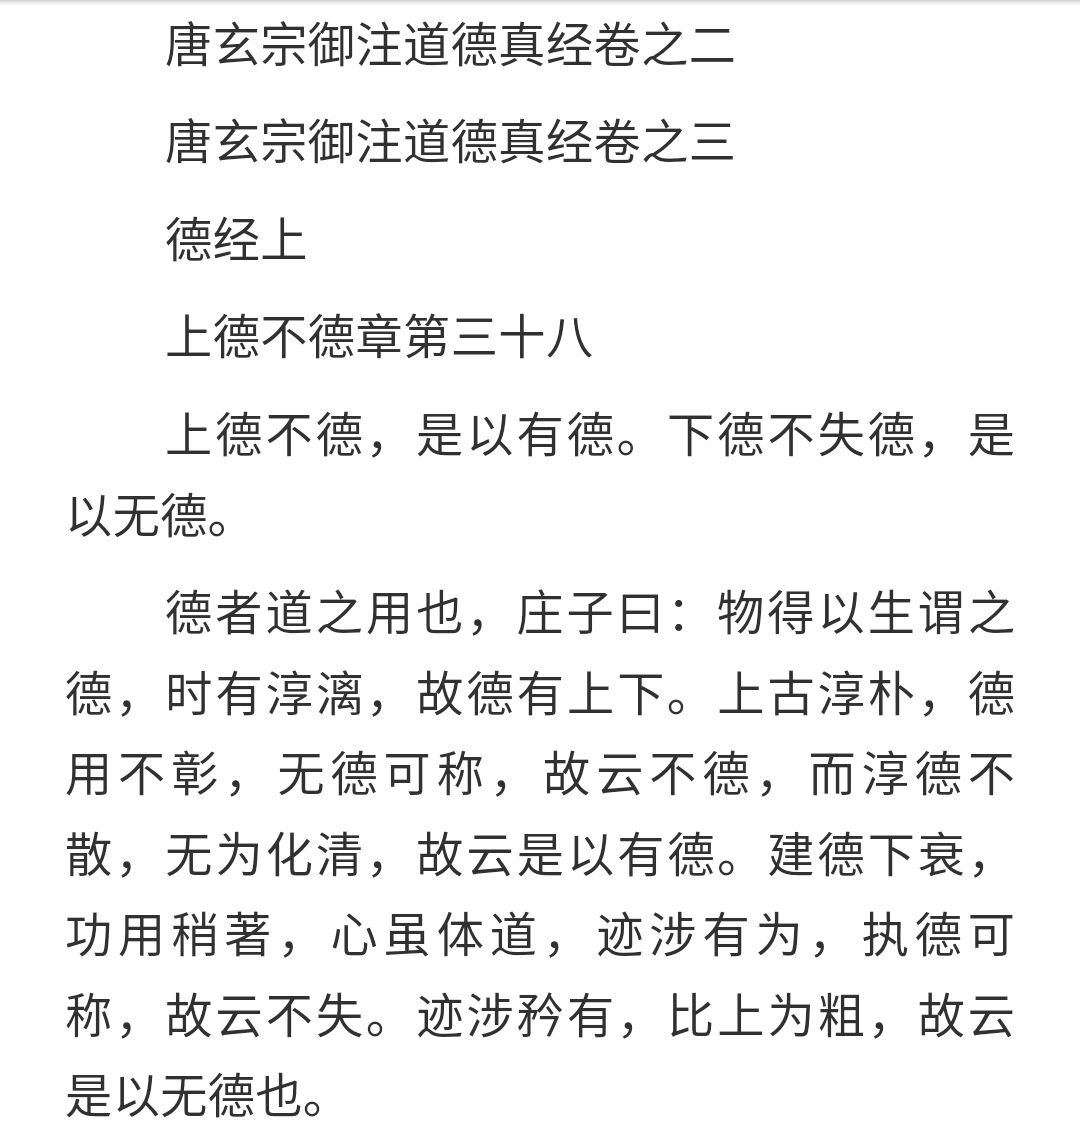 唐玄宗御注道德真经卷之二
唐玄宗御注道德真经卷之三
德经上
上德不德章第三十八
上德不德，是以有德。下德不失德，是
以无德。
德者道之用也，庄子曰：物得以生谓之
德，时有淳漓，故德有上下。上古淳朴，德
用不彰，无德可称，故云不德，而淳德不
散，无为化清，故云是以有德。建德下衰，
功用稍著，心虽体道，迹涉有为，执德可
称，故云不失。迹涉矜有，比上为粗，故云
是以无德也。